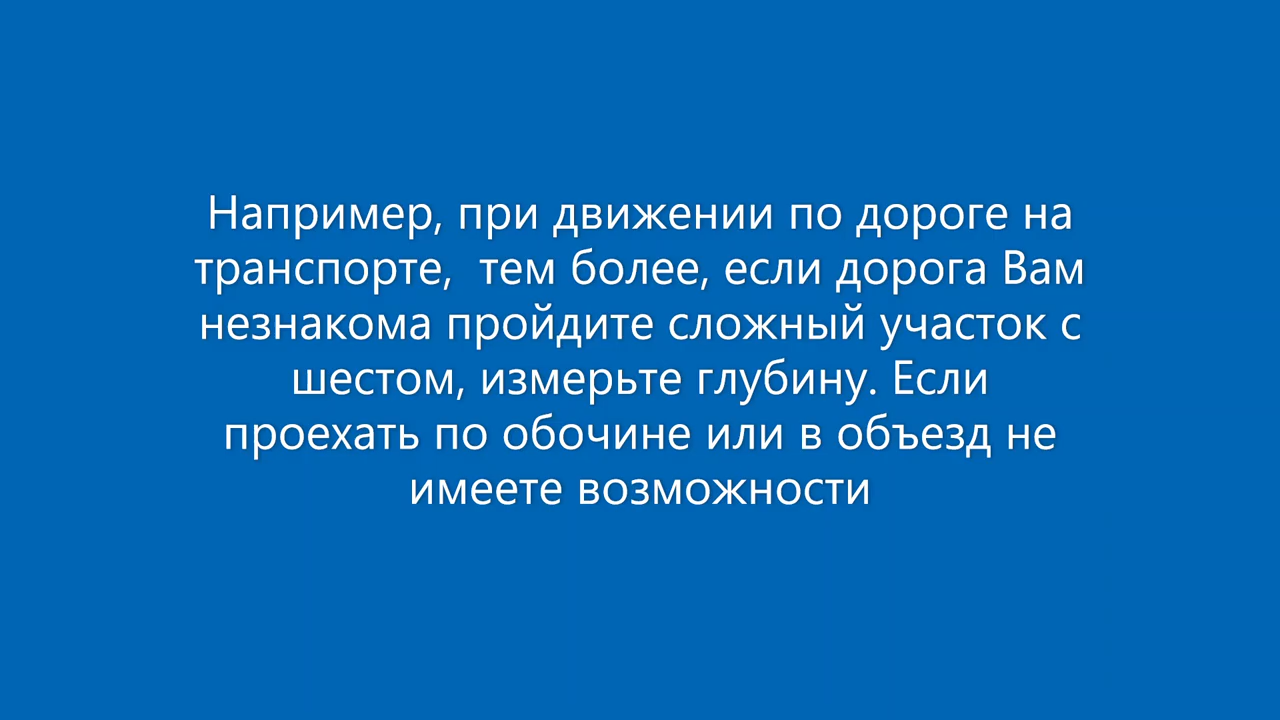 Например, при движении по дороге на
транспорте,  тем более, если дорога Вам
незнакома пройдите сложный участок с
шестом, измерьте глубину. Если
проехать по обочине или в объезд не
имеете возможности